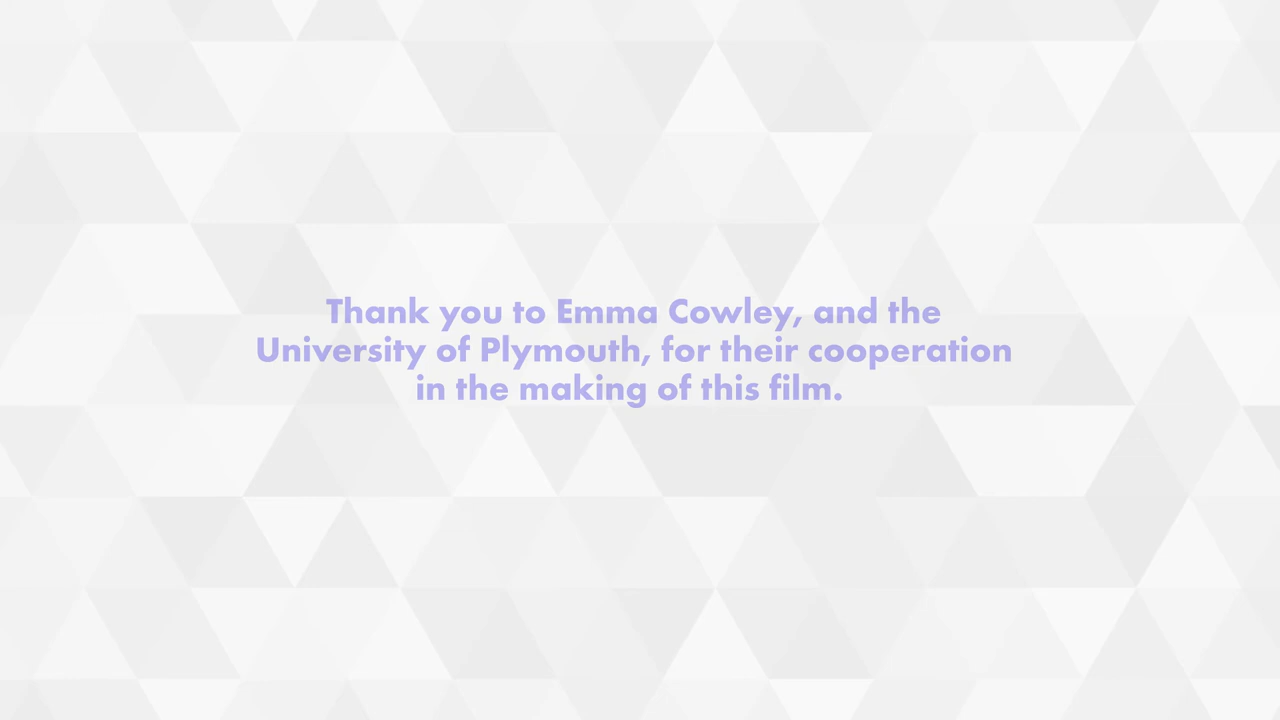 Thank you to Emma Cowley, and the
University of Plymouth, for their cooperation
in the making of this film.